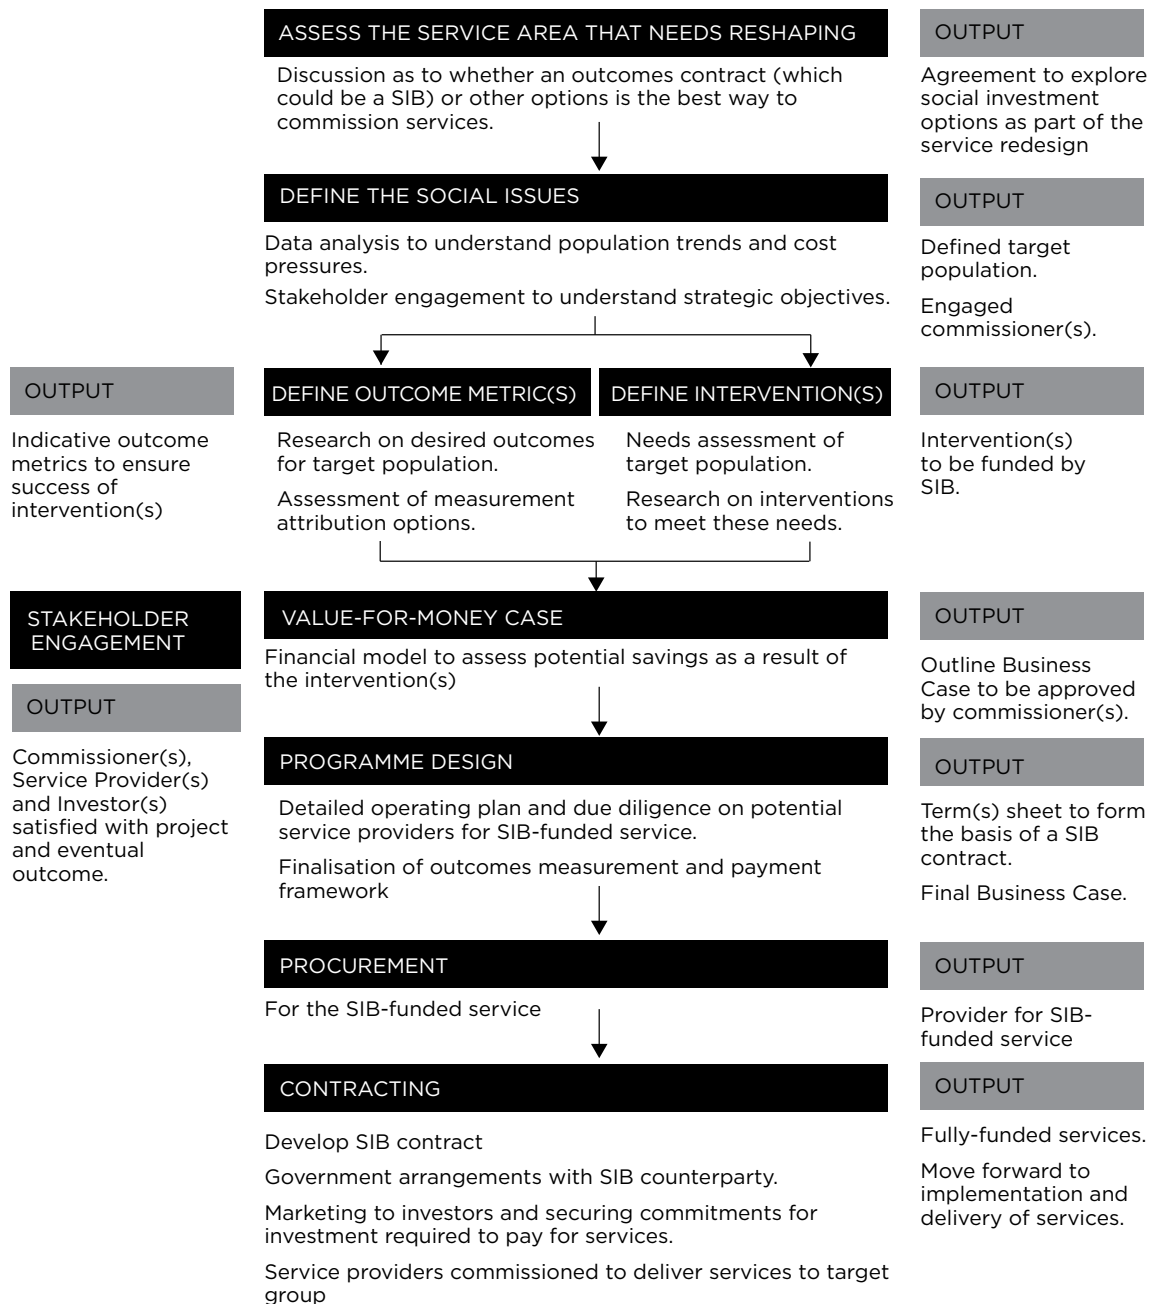 ASSESS THE SERVICE AREA THAT NEEDS RESHAPING
Discussion as to whether an outcomes contract (which
could be a SIB) or other options is the best way to
commission services.
OUTPUT
Agreement to explore
social investment
options as part of the
service redesign
DEFINE THE SOCIAL ISSUES
Data analysis to understand population trends and cost
pressures.
Stakeholder engagement to understand strategic objectives.
OUTPUT
Defined target
population.
Engaged
commissioner(s).
OUTPUT
Indicative outcome
metrics to ensure
success of
intervention(s)
DEFINE OUTCOME METRIC(S)
Research on desired outcomes
for target population.
Assessment of measurement
attribution options.
DEFINE INTERVENTION(S)
Needs assessment of
target population.
Research on interventions
to meet these needs.
OUTPUT
Intervention(s)
to be funded by
SIB.
STAKEHOLDER
ENGAGEMENT
OUTPUT
Commissioner(s),
Service Provider(s)
and Investor(s)
satisfied with project
and eventual
outcome.
VALUE-FOR-MONEY CASE
Financial model to assess potential savings as a result of
the intervention(s)
OUTPUT
Outline Business
Case to be approved
by commissioner(s).
PROGRAMME DESIGN
Detailed operating plan and due diligence on potential
service providers for SIB-funded service.
Finalisation of outcomes measurement and payment
framework
OUTPUT
Term(s) sheet to form
the basis of a SIB
contract.
Final Business Case.
PROCUREMENT
For the SIB-funded service
OUTPUT
Provider for SIB-
funded service
CONTRACTING
Develop SIB contract
Government arrangements with SIB counterparty.
Marketing to investors and securing commitments for
investment required to pay for services.
Service providers commissioned to deliver services to target
group
OUTPUT
Fully-funded services.
Move forward to
implementation and
delivery of services.